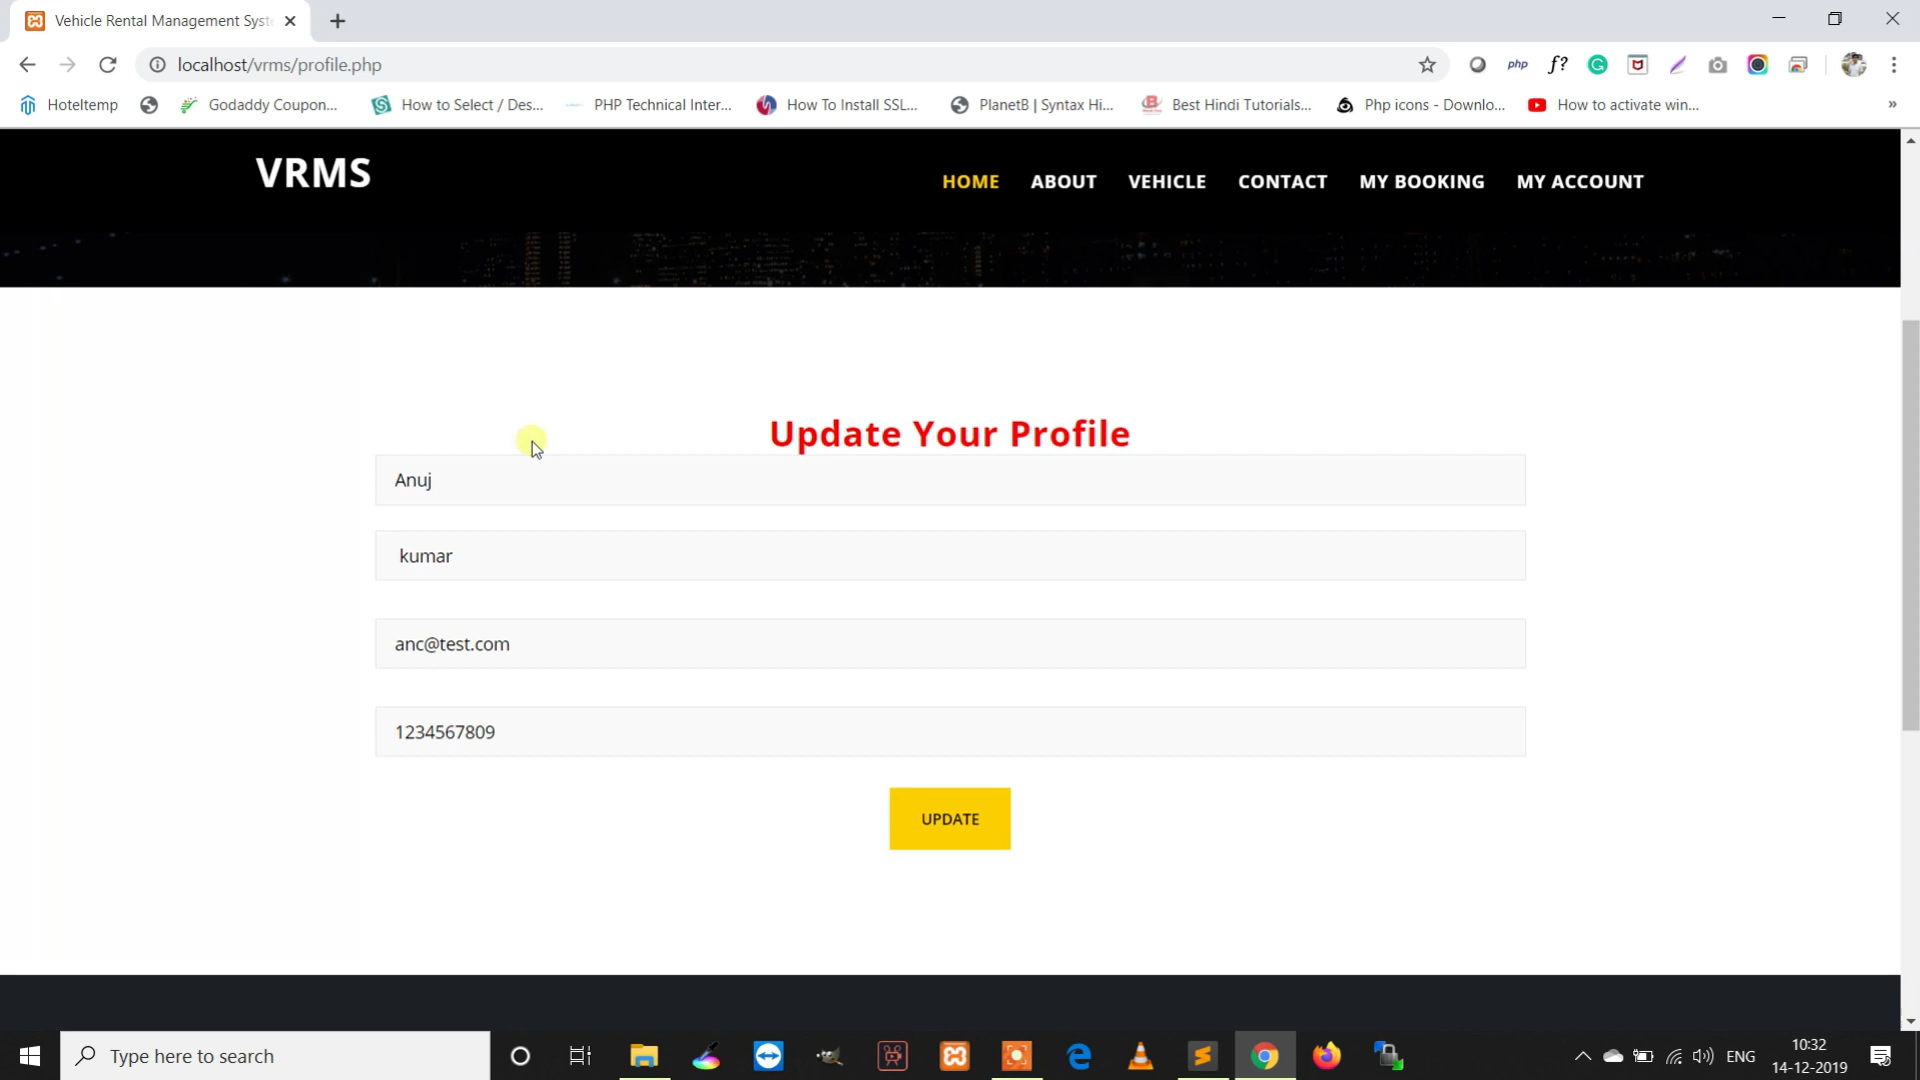 Vehicle Rental Management Syst
localhost/vrms/profile.php
php
f?
Hoteltemp
Godaddy Coupon...
How to Select / Des...
PHP Technical Inter...
How To Install SSL...
PlanetB | Syntax Hi...
Best Hindi Tutorials...
Php icons - Downlo...
How to activate win...
»
VRMS
HOME ABOUT VEHICLE CONTACT MY BOOKING MY ACCOUNT
Update Your Profile
Anuj
kumar
anc@test.com
1234567809
UPDATE
Type here to search
ENG
10:32
14-12-2019